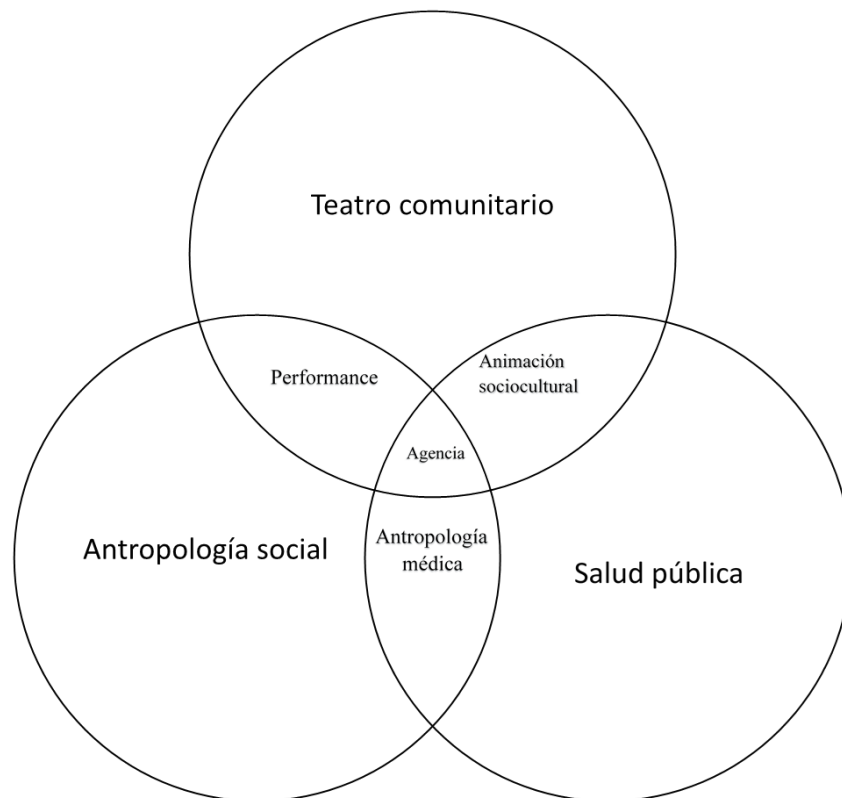 Teatro comunitario
Performance
Animación
sociocultural
Agencia
Antropología social
Antropología
médica
Salud pública